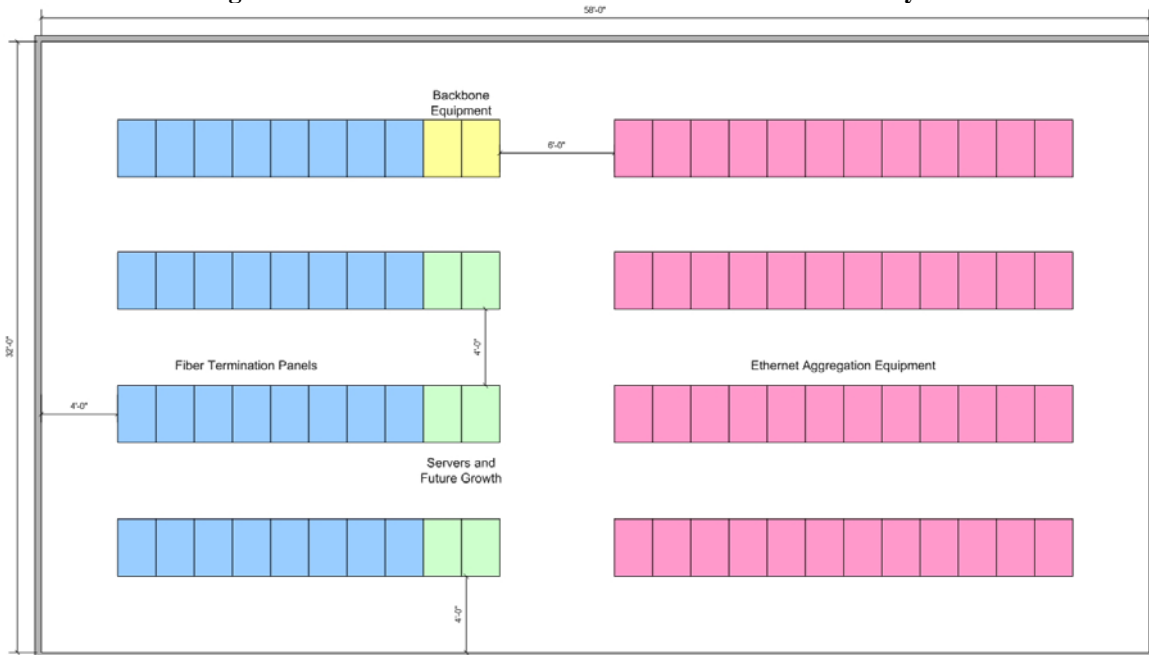 58'-0"
Backbone
Equipment
6'-0"
32'-0"
4'-0"
Fiber Termination Panels
Ethernet Aggregation Equipment
4'-0"
Servers and
Future Growth
4'-0"